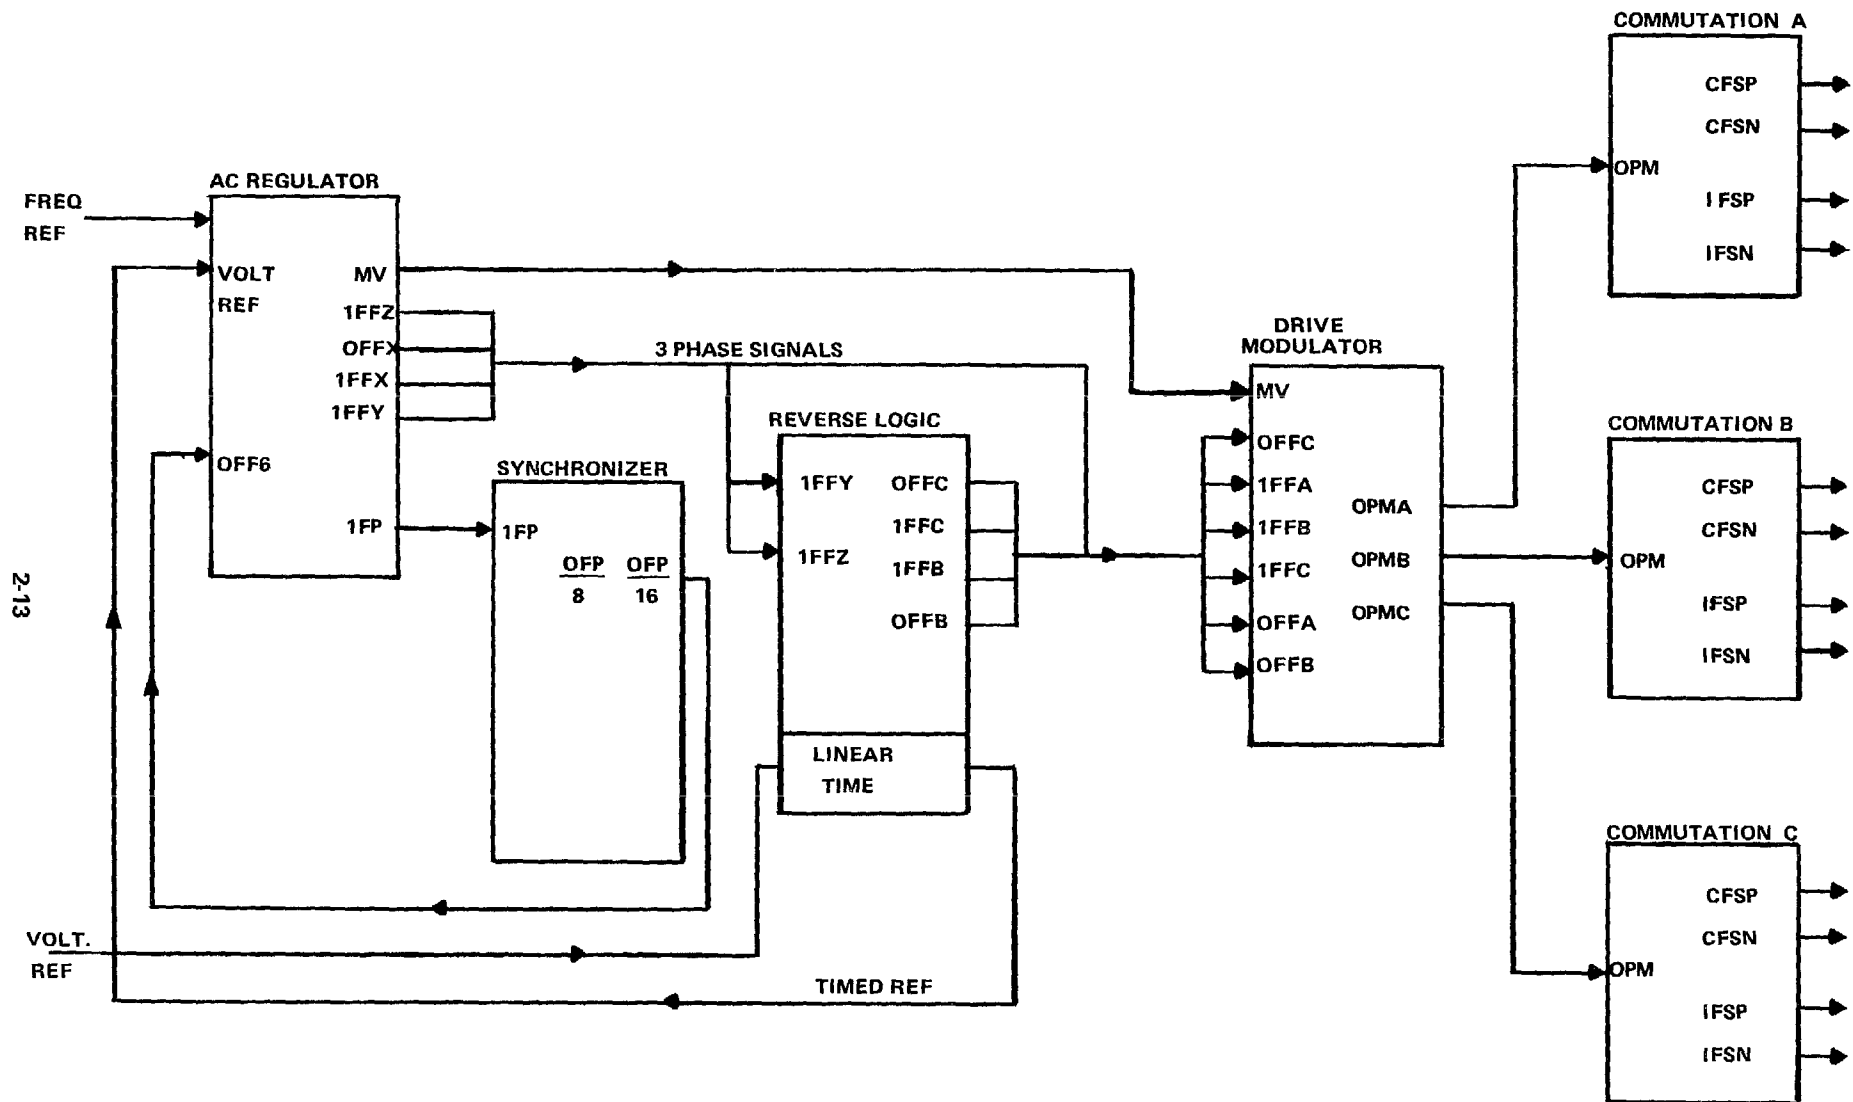 2-13
FREQ
REF
VOLT.
REF
AC REGULATOR
VOLT
REF
MV
1FFZ
OFFX
1FFX
1FFY
OFF6
1FP
SYNCHRONIZER
1FP
OFP
8
OFP
16
3 PHASE SIGNALS
REVERSE LOGIC
1FFY
1FFZ
OFFC
1FFC
1FFB
OFFB
LINEAR
TIME
TIMED REF
DRIVE
MODULATOR
MV
OFFC
1FFA
1FFB
1FFC
OFFA
OFFB
OPMA
OPMB
OPMC
COMMUTATION A
OPM
CFSP
CFSN
IFSP
IFSN
COMMUTATION B
OPM
CFSP
CFSN
IFSP
IFSN
COMMUTATION C
OPM
CFSP
CFSN
IFSP
IFSN